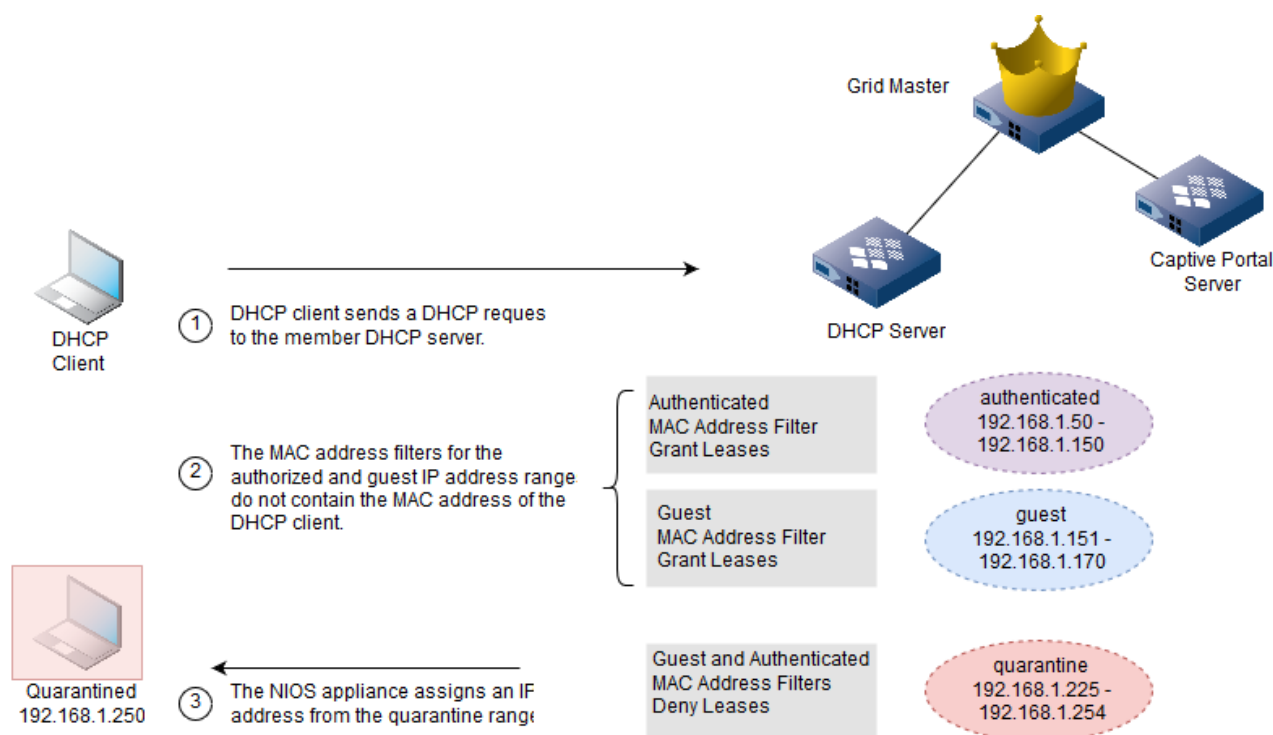 Grid Master
Captive Portal
Server
DHCP Server
DHCP
Client
1
DHCP client sends a DHCP reques
to the member DHCP server.
2
The MAC address filters for the
authorized and guest IP address range
do not contain the MAC address of the
DHCP client.
Authenticated
MAC Address Filter
Grant Leases
authenticated
192.168.1.50 -
192.168.1.150
Guest
MAC Address Filter
Grant Leases
guest
192.168.1.151 -
192.168.1.170
Quarantined
192.168.1.250
3
The NIOS appliance assigns an IF
address from the quarantine range
Guest and Authenticated
MAC Address Filters
Deny Leases
quarantine
192.168.1.225 -
192.168.1.254